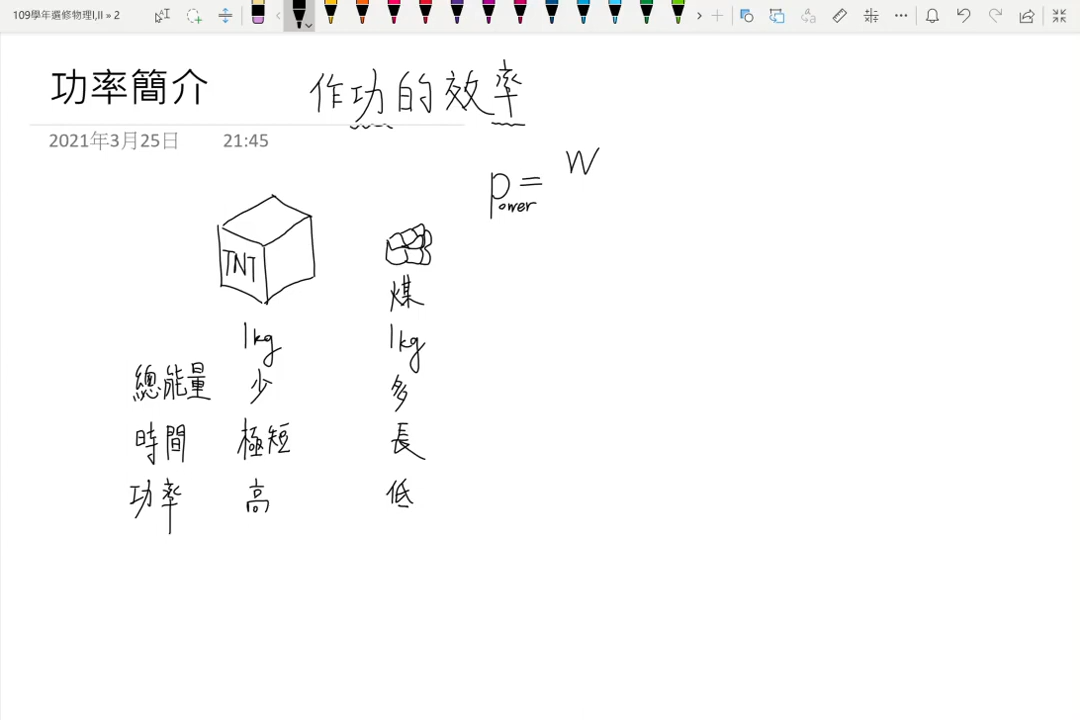 109學年選修物理I,II » 2
功率簡介 作功的效率
2021年3月25日 21:45
Power = W
TNT
煤
1kg 1kg
總能量 少 多
時間 極短 長
功率 高 低